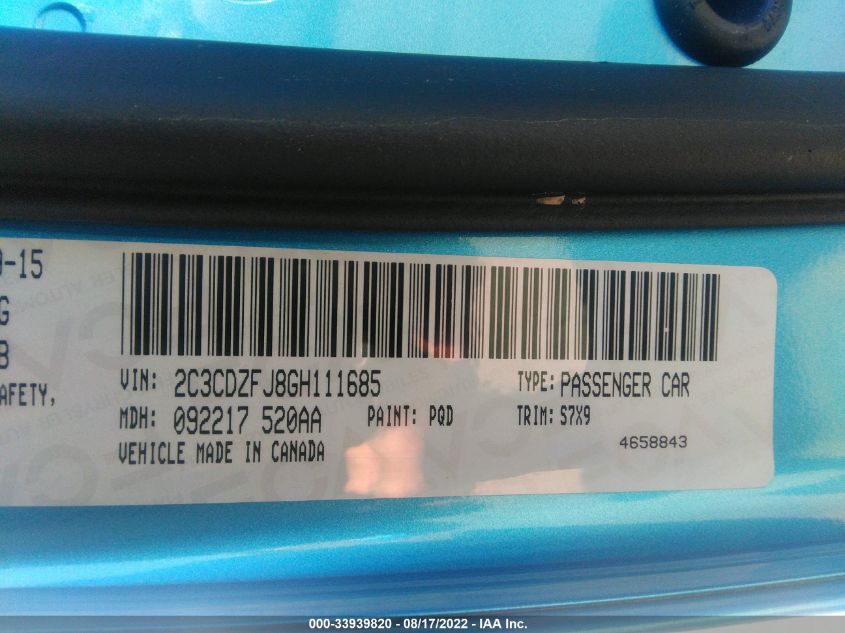 9-15
G
B
AFETY,
VIN: 2C3CDZFJ8GH111685 TYPE: PASSENGER CAR
MDH: 092217 520AA PAINT: PQD TRIM: S7X9
VEHICLE MADE IN CANADA 4658843
000-33939820 - 08/17/2022 - IAA Inc.